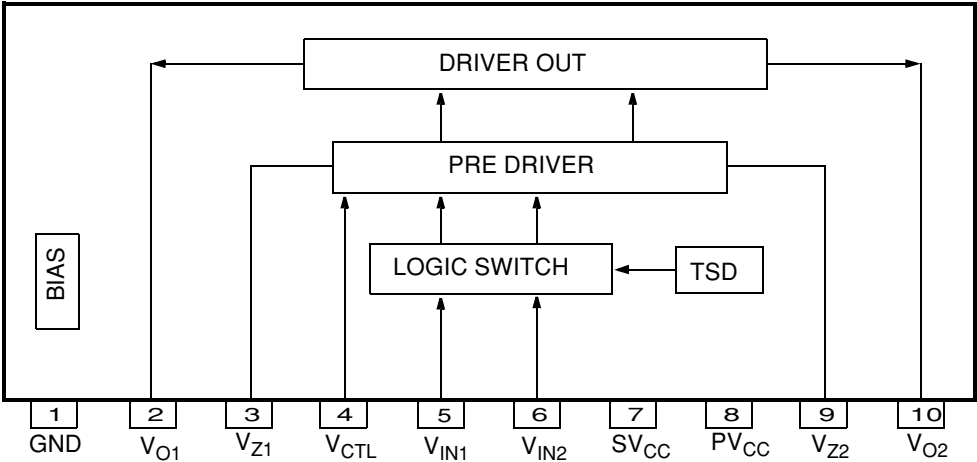 DRIVER OUT
PRE DRIVER
LOGIC SWITCH
TSD
BIAS
1 2 3 4 5 6 7 8 9 10
GND VO1 VZ1 VCTL VIN1 VIN2 SVCC PVCC VZ2 VO2